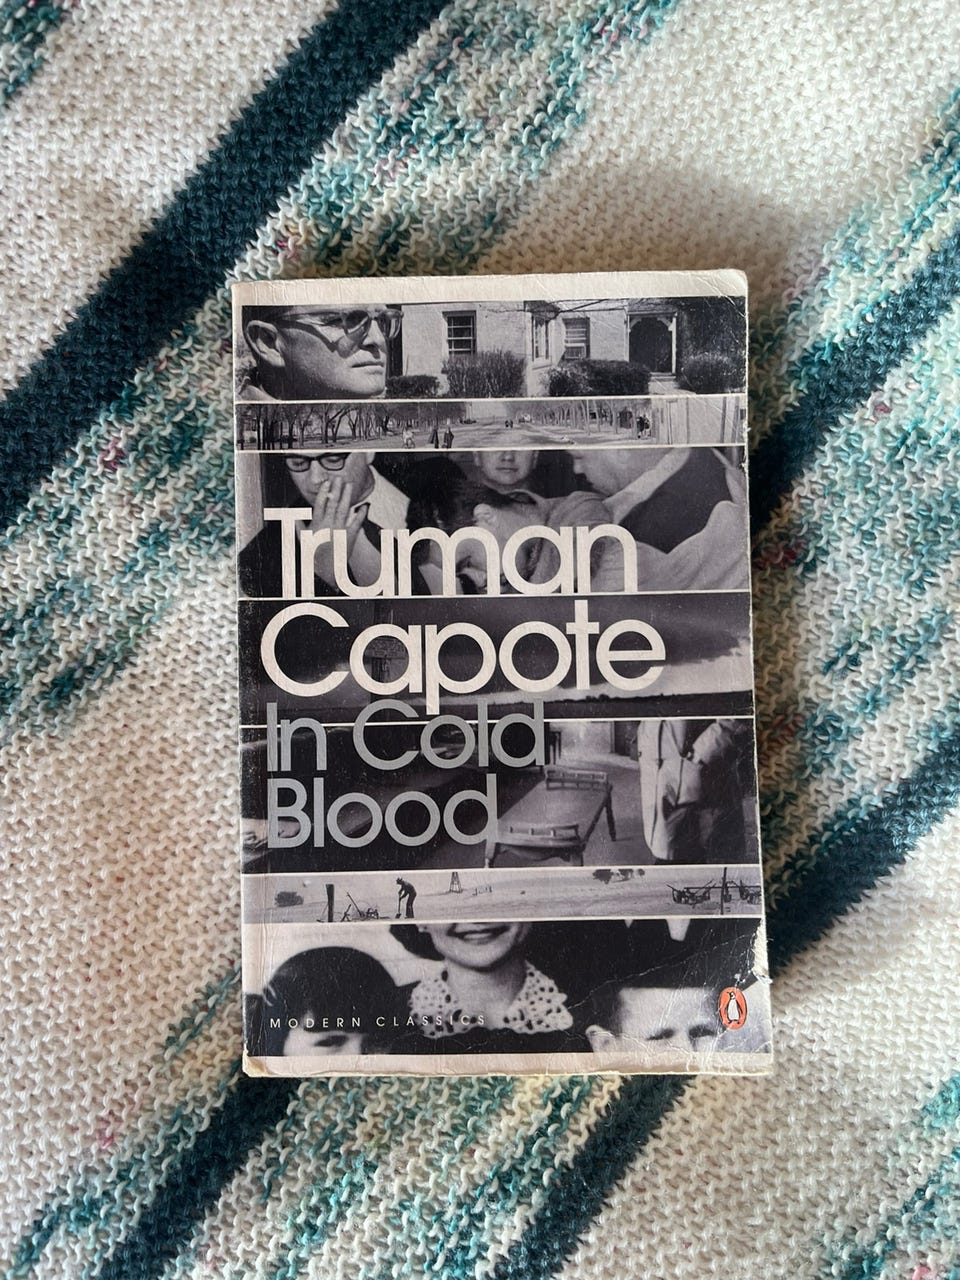 Truman
Capote
In Cold
Blood
MODERN CLASSICS